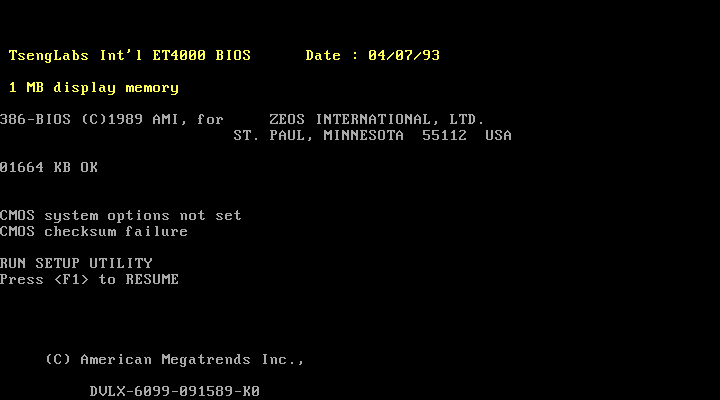 TsengLabs Int'l ET4000 BIOS      Date : 04/07/93
1 MB display memory
386-BIOS (C)1989 AMI, for     ZEOS INTERNATIONAL, LTD.
ST. PAUL, MINNESOTA  55112  USA
01664 KB OK
CMOS system options not set
CMOS checksum failure
RUN SETUP UTILITY
Press <F1> to RESUME
(C) American Megatrends Inc.,
DVLX-6099-091589-K0